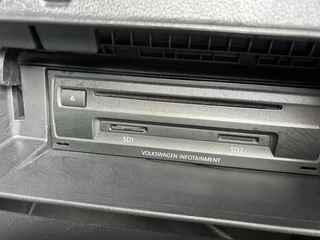 SD1 SD2
VOLKSWAGEN INFOTAINMENT